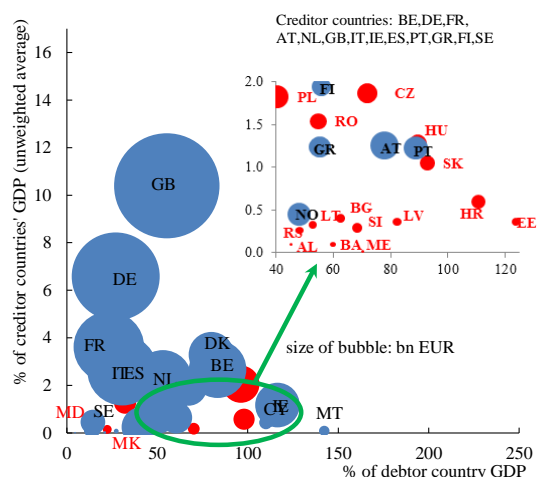 Creditor countries: BE,DE,FR,
AT,NL,GB,IT,IE,ES,PT,GR,FI,SE
% of creditor countries' GDP (unweighted average)
16
14
12
10
8
6
4
2
0
0
50
100
150
200
250
% of debtor country GDP
GB
DE
FR
IT
ES
NL
DK
BE
IE
CY
MT
MD
SE
MK
size of bubble: bn EUR
2.0
1.5
1.0
0.5
0.0
40
60
80
100
120
PL
FI
CZ
RO
HU
GR
AT
PT
SK
NO
LT
BG
SI
LV
HR
EE
RS
AL
BA
ME